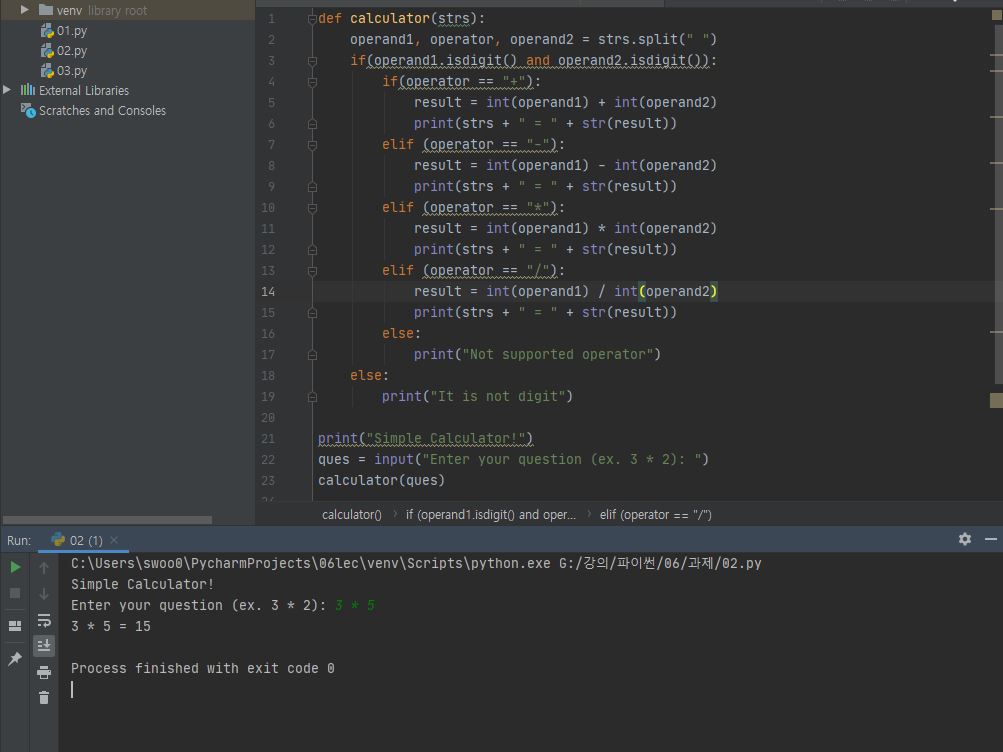 venv library root
01.py
02.py
03.py
External Libraries
Scratches and Consoles
1 def calculator(strs):
2 operand1, operator, operand2 = strs.split(" ")
3 if(operand1.isdigit() and operand2.isdigit()):
4 if(operator == "+"):
5 result = int(operand1) + int(operand2)
6 print(strs + " = " + str(result))
7 elif (operator == "-"):
8 result = int(operand1) - int(operand2)
9 print(strs + " = " + str(result))
10 elif (operator == "*"):
11 result = int(operand1) * int(operand2)
12 print(strs + " = " + str(result))
13 elif (operator == "/"):
14 result = int(operand1) / int(operand2)
15 print(strs + " = " + str(result))
16 else:
17 print("Not supported operator")
18 else:
19 print("It is not digit")
20
21 print("Simple Calculator!")
22 ques = input("Enter your question (ex. 3 * 2): ")
23 calculator(ques)
calculator() › if (operand1.isdigit() and oper... › elif (operator == "/")
Run: 02 (1) ×
C:\Users\swoo0\PycharmProjects\06lec\venv\Scripts\python.exe G:/강의/파이썬/06/과제/02.py
Simple Calculator!
Enter your question (ex. 3 * 2): 3 * 5
3 * 5 = 15
Process finished with exit code 0